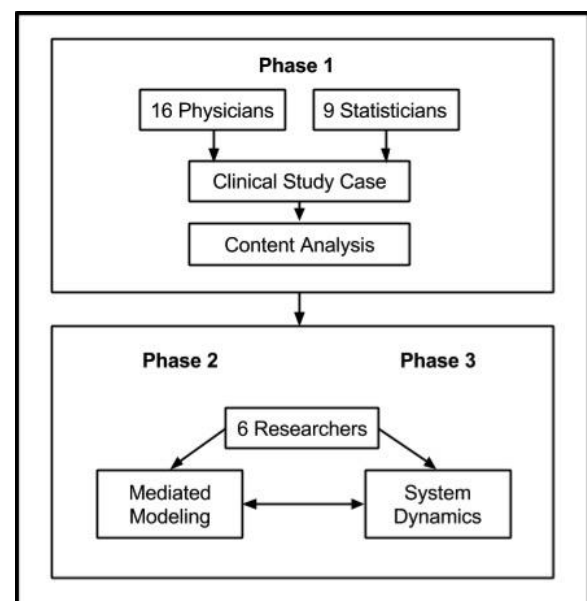 Phase 1
16 Physicians
9 Statisticians
Clinical Study Case
Content Analysis
Phase 2
Phase 3
6 Researchers
Mediated
Modeling
System
Dynamics